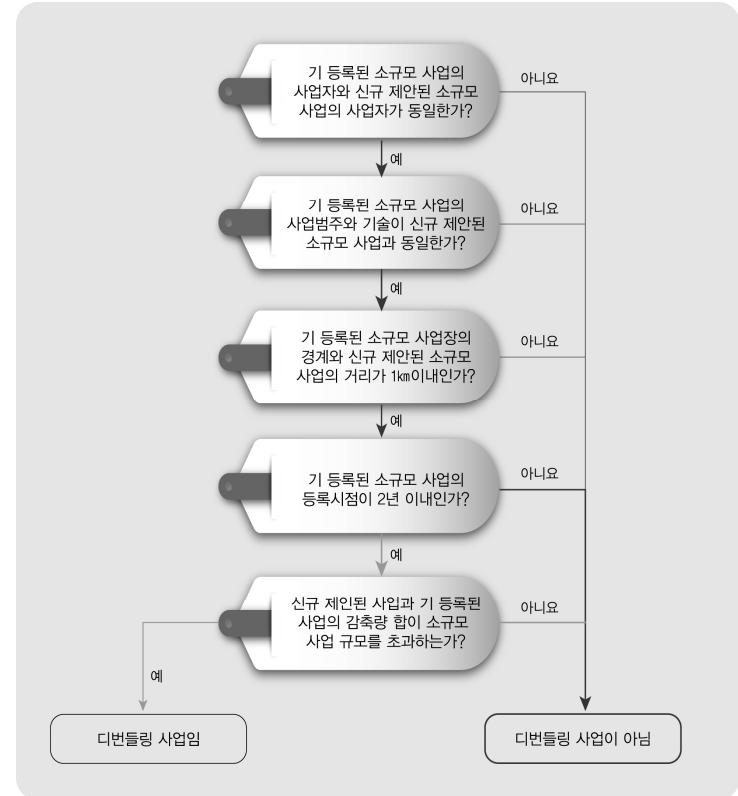 기 등록된 소규모 사업의
사업자와 신규 제안된 소규모
사업의 사업자가 동일한가?
아니요
예
기 등록된 소규모 사업의
사업범주와 기술이 신규 제안된
소규모 사업과 동일한가?
아니요
예
기 등록된 소규모 사업장의
경계와 신규 제안된 소규모
사업의 거리가 1㎞이내인가?
아니요
예
기 등록된 소규모 사업의
등록시점이 2년 이내인가?
아니요
예
신규 제인된 사입과 기 등록된
사업의 감축량 합이 소규모
사업 규모를 초과하는가?
아니요
예
디번들링 사업임
디번들링 사업이 아님